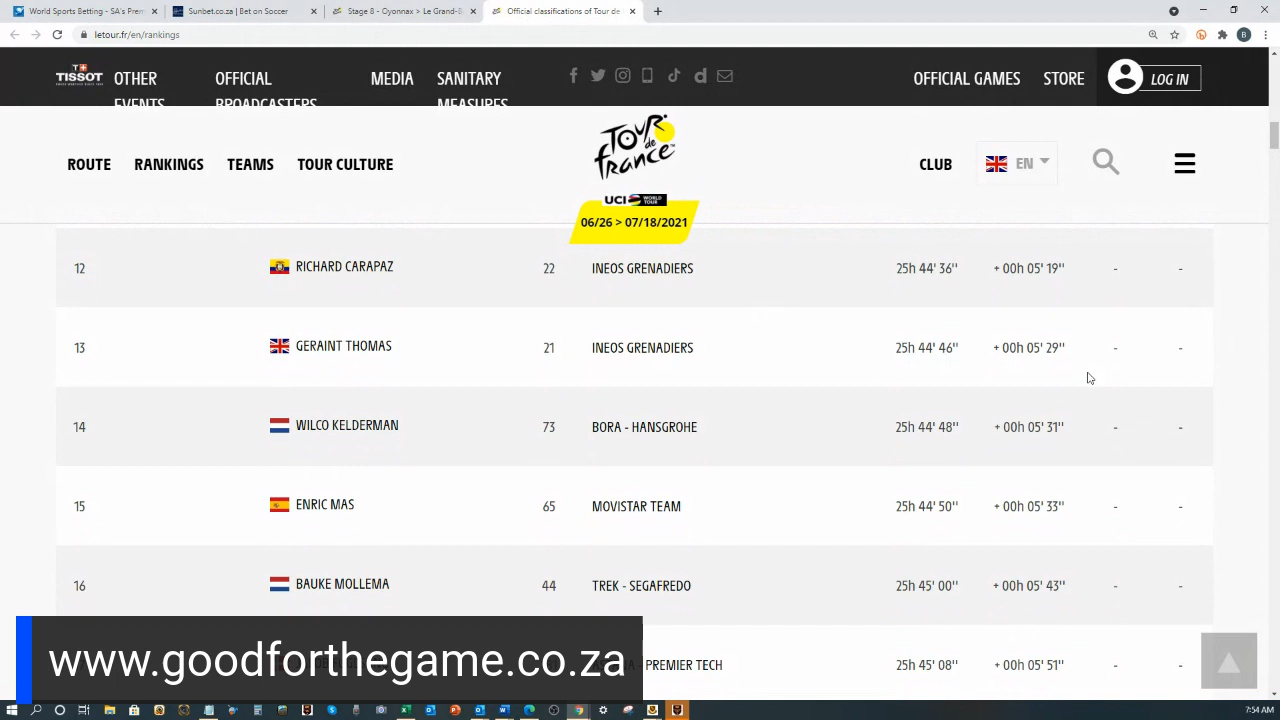 World Sports Betting - SA's Premi
Sunbet.co.za | Bet on Soccer
Stage 8 - Oyonnax > Le Grand-B
Official classifications of Tour de
letour.fr/en/rankings
TISSOT
OTHER EVENTS
OFFICIAL BROADCASTERS
MEDIA
SANITARY MEASURES
OFFICIAL GAMES
STORE
LOG IN
ROUTE RANKINGS TEAMS TOUR CULTURE
TOUR de france
CLUB
EN
UCI WORLD TOUR
06/26 > 07/18/2021
12 RICHARD CARAPAZ 22 INEOS GRENADIERS 25h 44' 36'' + 00h 05' 19'' - -
13 GERAINT THOMAS 21 INEOS GRENADIERS 25h 44' 46'' + 00h 05' 29'' - -
14 WILCO KELDERMAN 73 BORA - HANSGROHE 25h 44' 48'' + 00h 05' 31'' - -
15 ENRIC MAS 65 MOVISTAR TEAM 25h 44' 50'' + 00h 05' 33'' - -
16 BAUKE MOLLEMA 44 TREK - SEGAFREDO 25h 45' 00'' + 00h 05' 43'' - -
- PREMIER TECH 25h 45' 08'' + 00h 05' 51'' - -
www.goodforthegame.co.za
7:54 AM